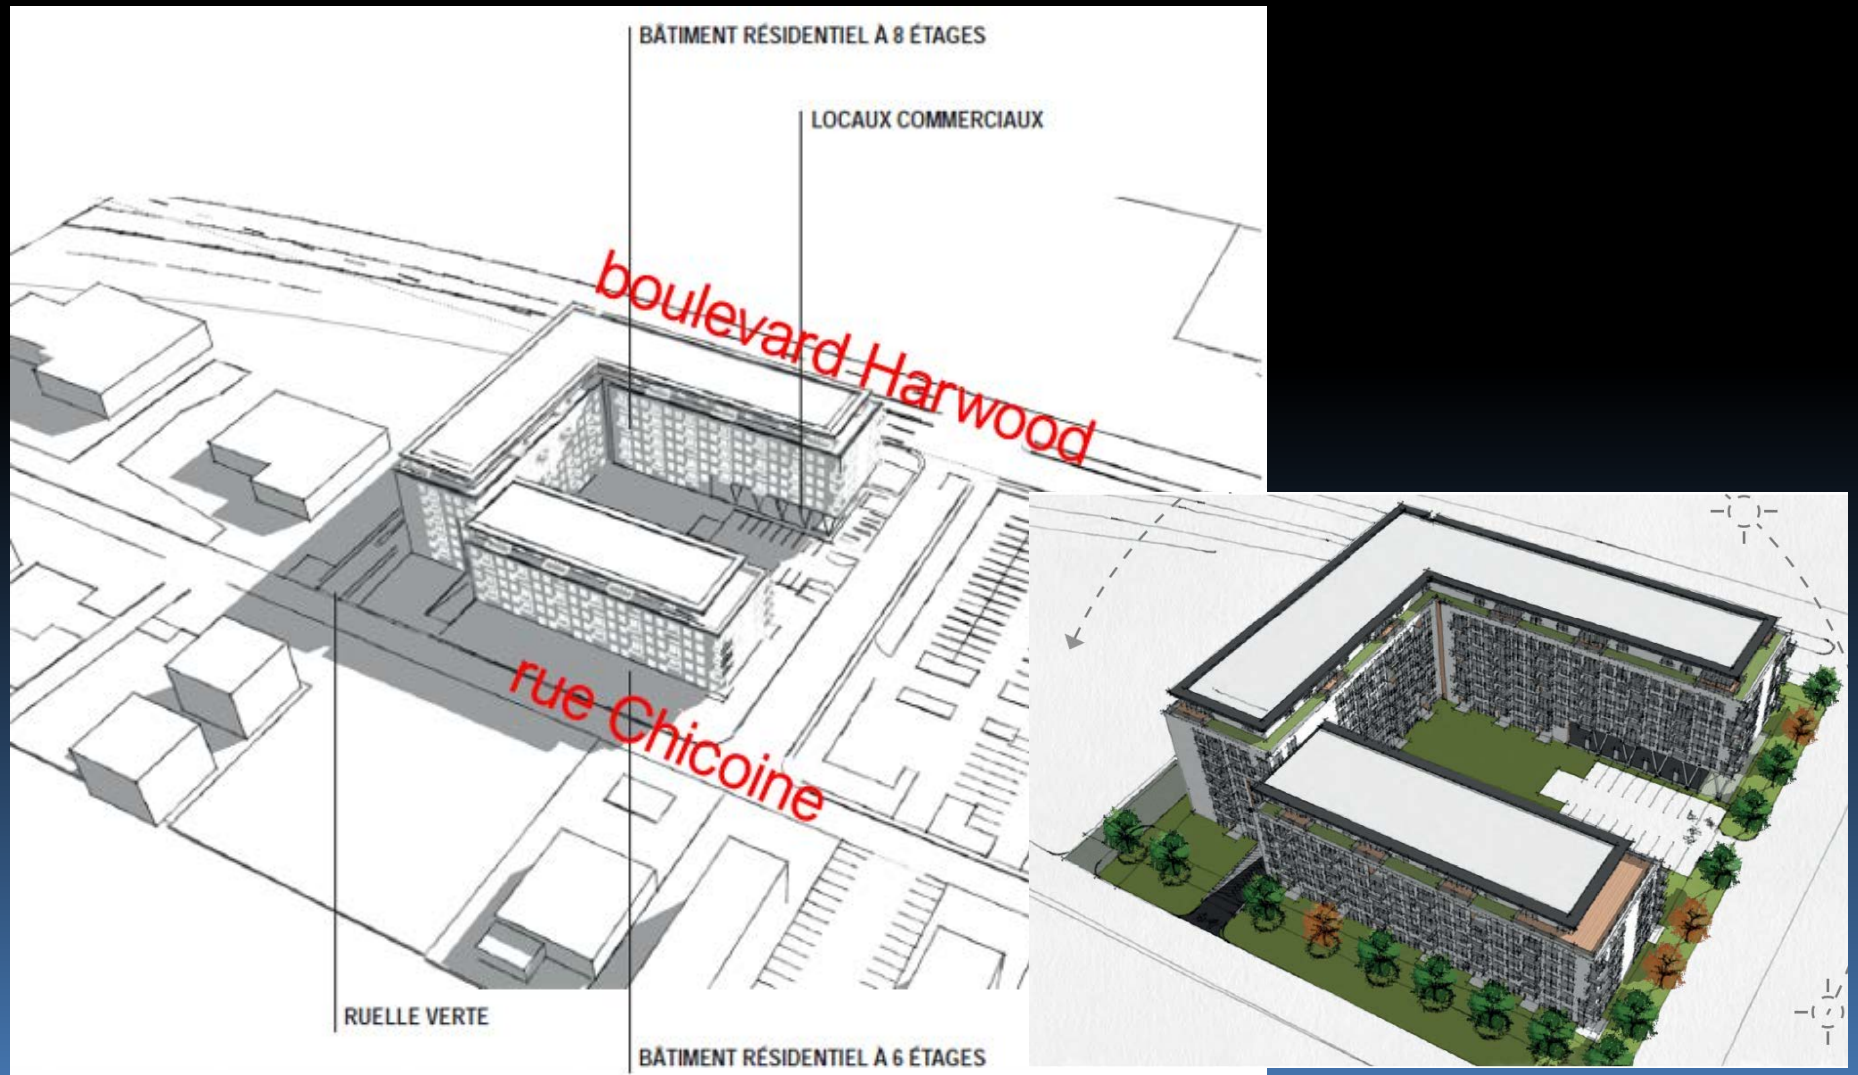 BÂTIMENT RÉSIDENTIEL À 8 ÉTAGES
LOCAUX COMMERCIAUX
boulevard Harwood
rue Chicoine
RUELLE VERTE
BÂTIMENT RÉSIDENTIEL À 6 ÉTAGES